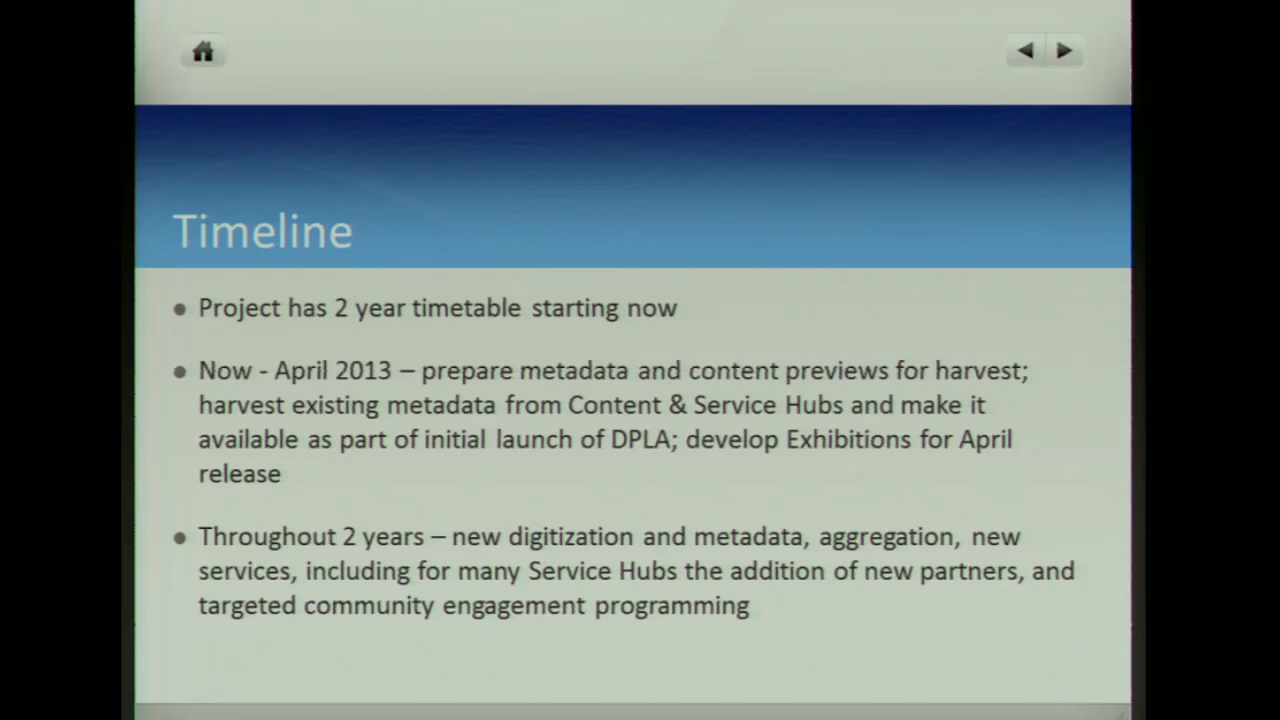 Timeline
• Project has 2 year timetable starting now
• Now - April 2013 – prepare metadata and content previews for harvest;
harvest existing metadata from Content & Service Hubs and make it
available as part of initial launch of DPLA; develop Exhibitions for April
release
• Throughout 2 years – new digitization and metadata, aggregation, new
services, including for many Service Hubs the addition of new partners, and
targeted community engagement programming